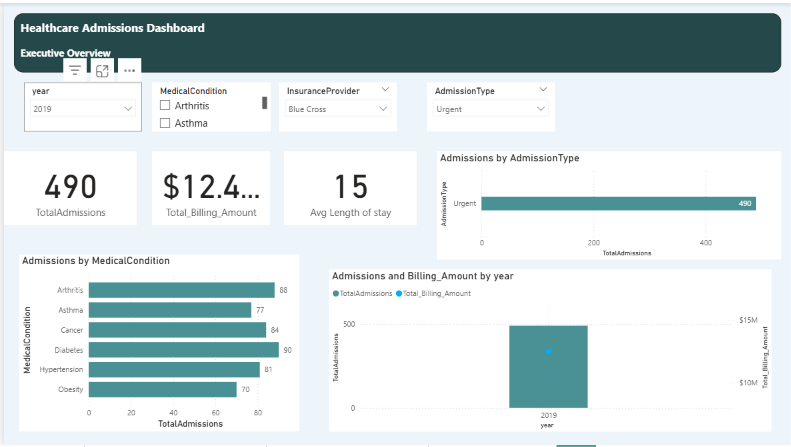 Healthcare Admissions Dashboard
Executive Overview
year
2019
MedicalCondition
Arthritis
Asthma
InsuranceProvider
Blue Cross
AdmissionType
Urgent
490
TotalAdmissions
$12.4...
Total_Billing_Amount
15
Avg Length of stay
Admissions by AdmissionType
AdmissionType
Urgent
490
0 200 400
TotalAdmissions
Admissions by MedicalCondition
MedicalCondition
Arthritis 88
Asthma 77
Cancer 84
Diabetes 90
Hypertension 81
Obesity 70
0 20 40 60 80
TotalAdmissions
Admissions and Billing_Amount by year
TotalAdmissions Total_Billing_Amount
TotalAdmissions
500
0
$15M
$10M
Total_Billing_Amount
2019
year